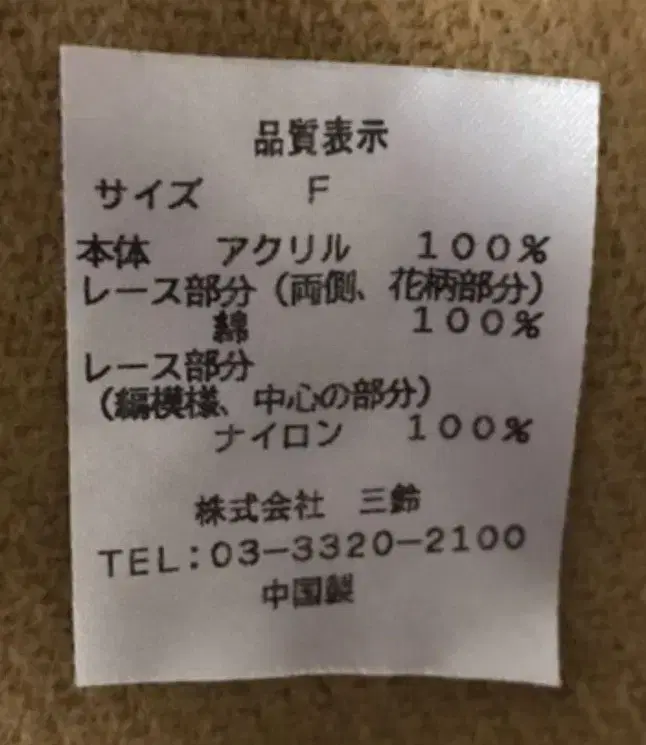 品質表示
サイズ F
本体 アクリル 100%
レース部分(両側、花柄部分)
綿 100%
レース部分
(編模様、中心の部分)
ナイロン 100%
株式会社 三鈴
TEL:03-3320-2100
中国製